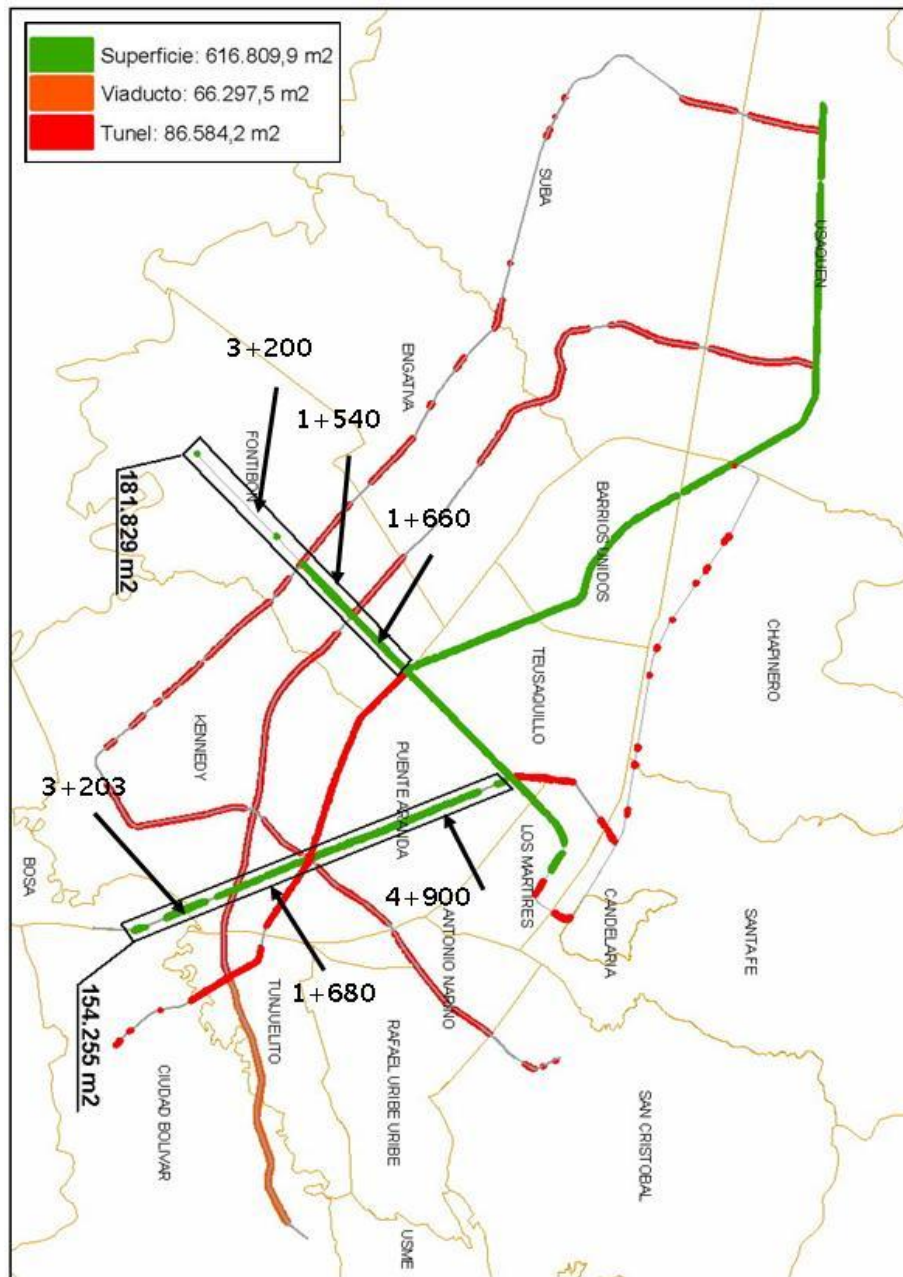 Superficie: 616.809,9 m2
Viaducto: 66.297,5 m2
Tunel: 86.584,2 m2
SUBA
USAQUEN
3+200
ENGATIVA
1+540
FONTIBON
181.829 m2
1+660
BARRIOS UNIDOS
CHAPINERO
TEUSAQUILLO
KENNEDY
PUENTE ARANDA
3+203
BOSA
LOS MARTIRES
4+900
CANDELARIA
SANTA FE
ANTONIO NARIÑO
1+680
154.255 m2
TUNJUELITO
RAFAEL URIBE URIBE
CIUDAD BOLIVAR
SAN CRISTOBAL
USME